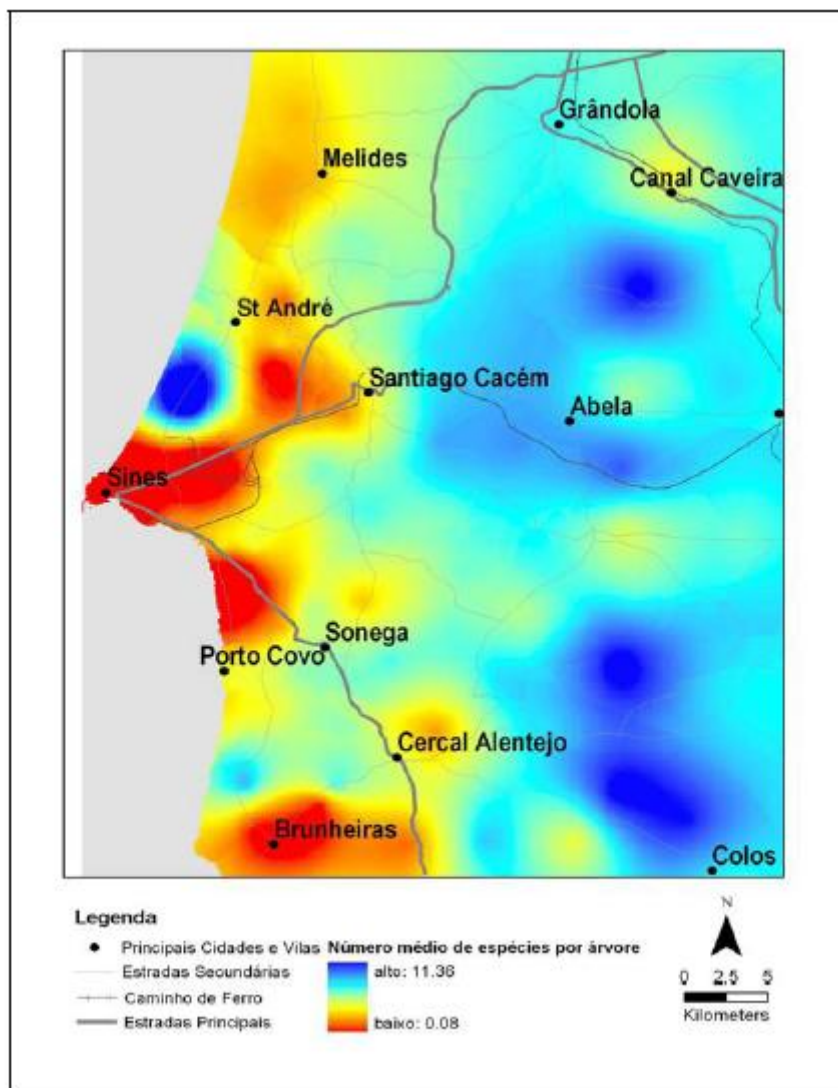 Grândola
Melides
Canal Caveira
St André
Santiago Cacém
Abela
Sines
Sonega
Porto Covo
Cercal Alentejo
Brunheiras
Colos
Legenda
Principais Cidades e Vilas
Estradas Secundárias
Caminho de Ferro
Estradas Principais
Número médio de espécies por árvore
alto: 11.36
baixo: 0.08
N
0 2.5 5
Kilometers